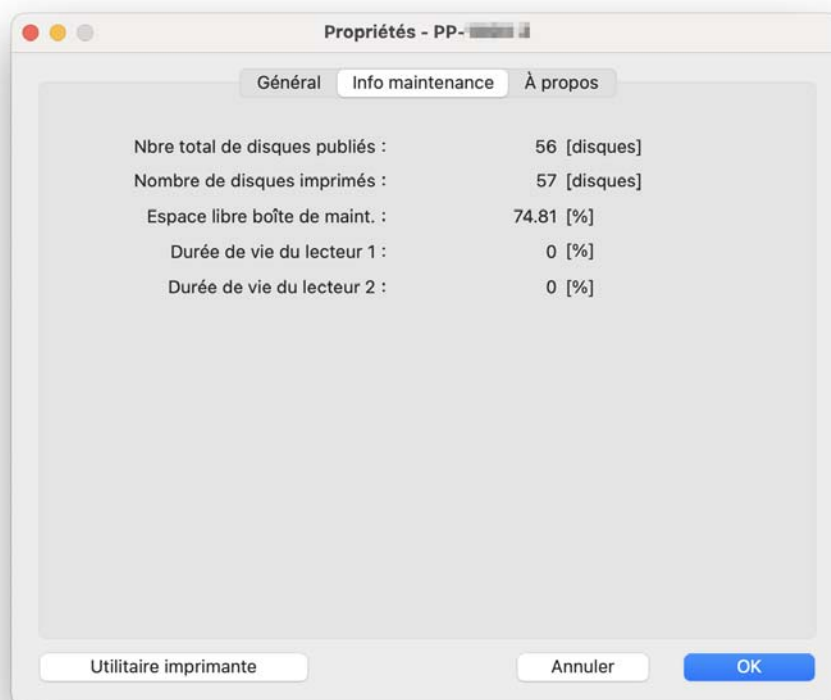 Propriétés - PP-
Général Info maintenance À propos
Nbre total de disques publiés : 56 [disques]
Nombre de disques imprimés : 57 [disques]
Espace libre boîte de maint. : 74.81 [%]
Durée de vie du lecteur 1 : 0 [%]
Durée de vie du lecteur 2 : 0 [%]
Utilitaire imprimante Annuler OK